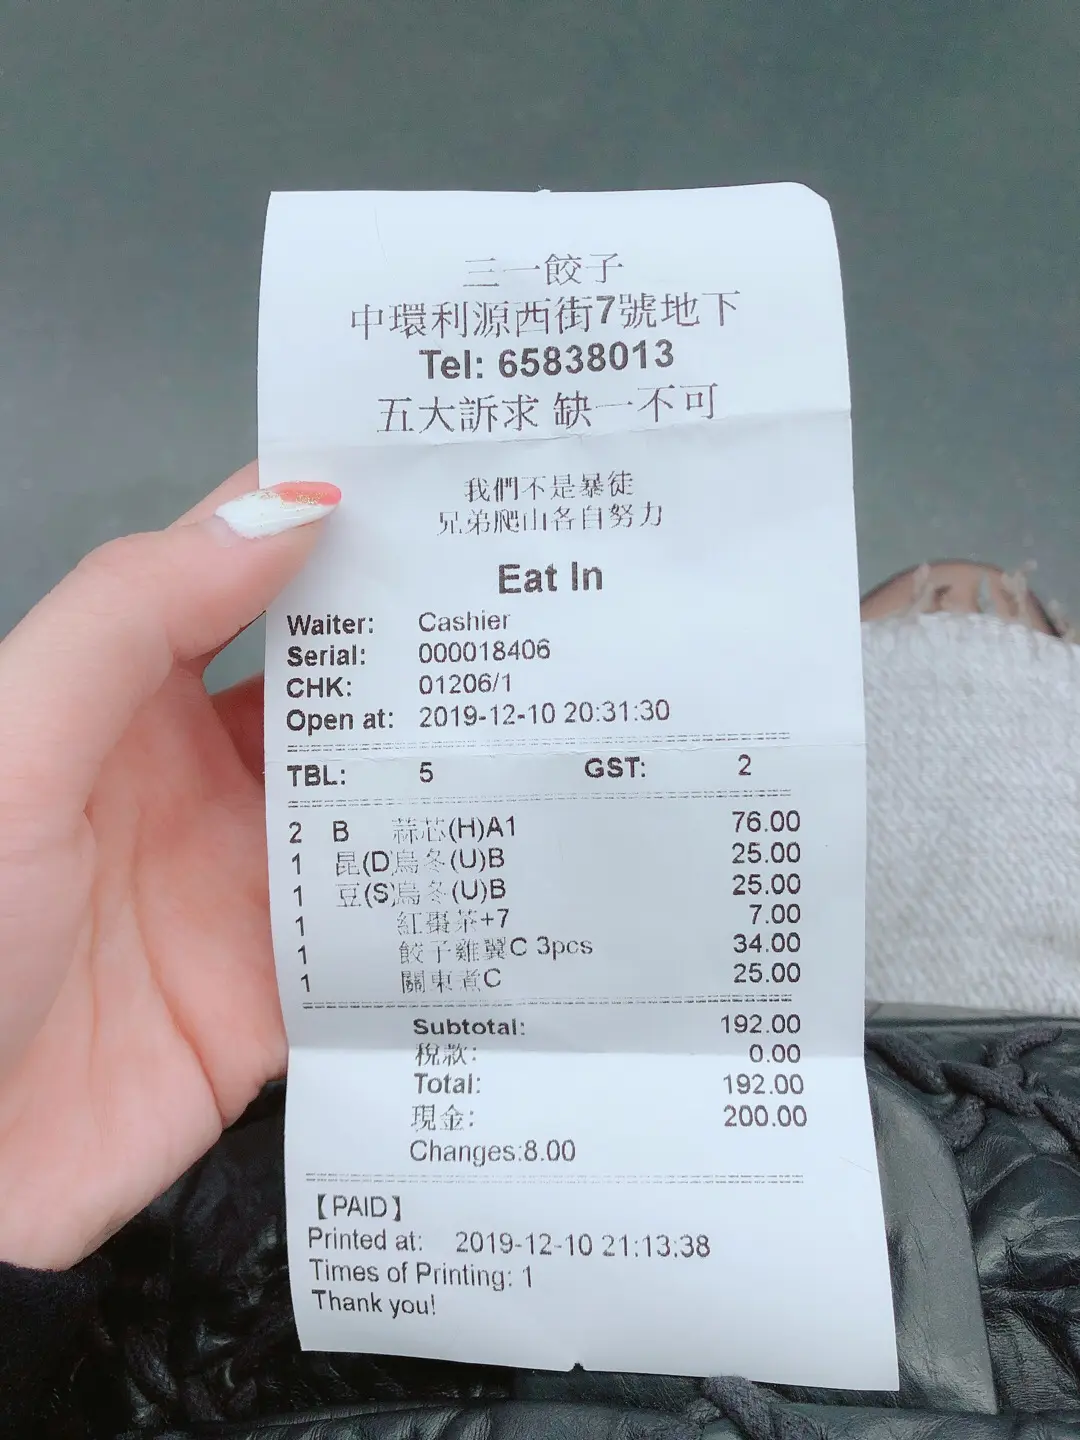 三一餃子
中環利源西街7號地下
Tel: 65838013
五大訴求 缺一不可
我們不是暴徒
兄弟爬山各自努力
Eat In
Waiter: Cashier
Serial: 000018406
CHK: 01206/1
Open at: 2019-12-10 20:31:30
TBL: 5 GST: 2
2 B 蒜芯(H)A1 76.00
1 昆(D)烏冬(U)B 25.00
1 豆(S)烏冬(U)B 25.00
1 紅棗茶+7 7.00
1 餃子雞翼C 3pcs 34.00
1 關東煮C 25.00
Subtotal: 192.00
稅款: 0.00
Total: 192.00
現金: 200.00
Changes:8.00
【PAID】
Printed at: 2019-12-10 21:13:38
Times of Printing: 1
Thank you!